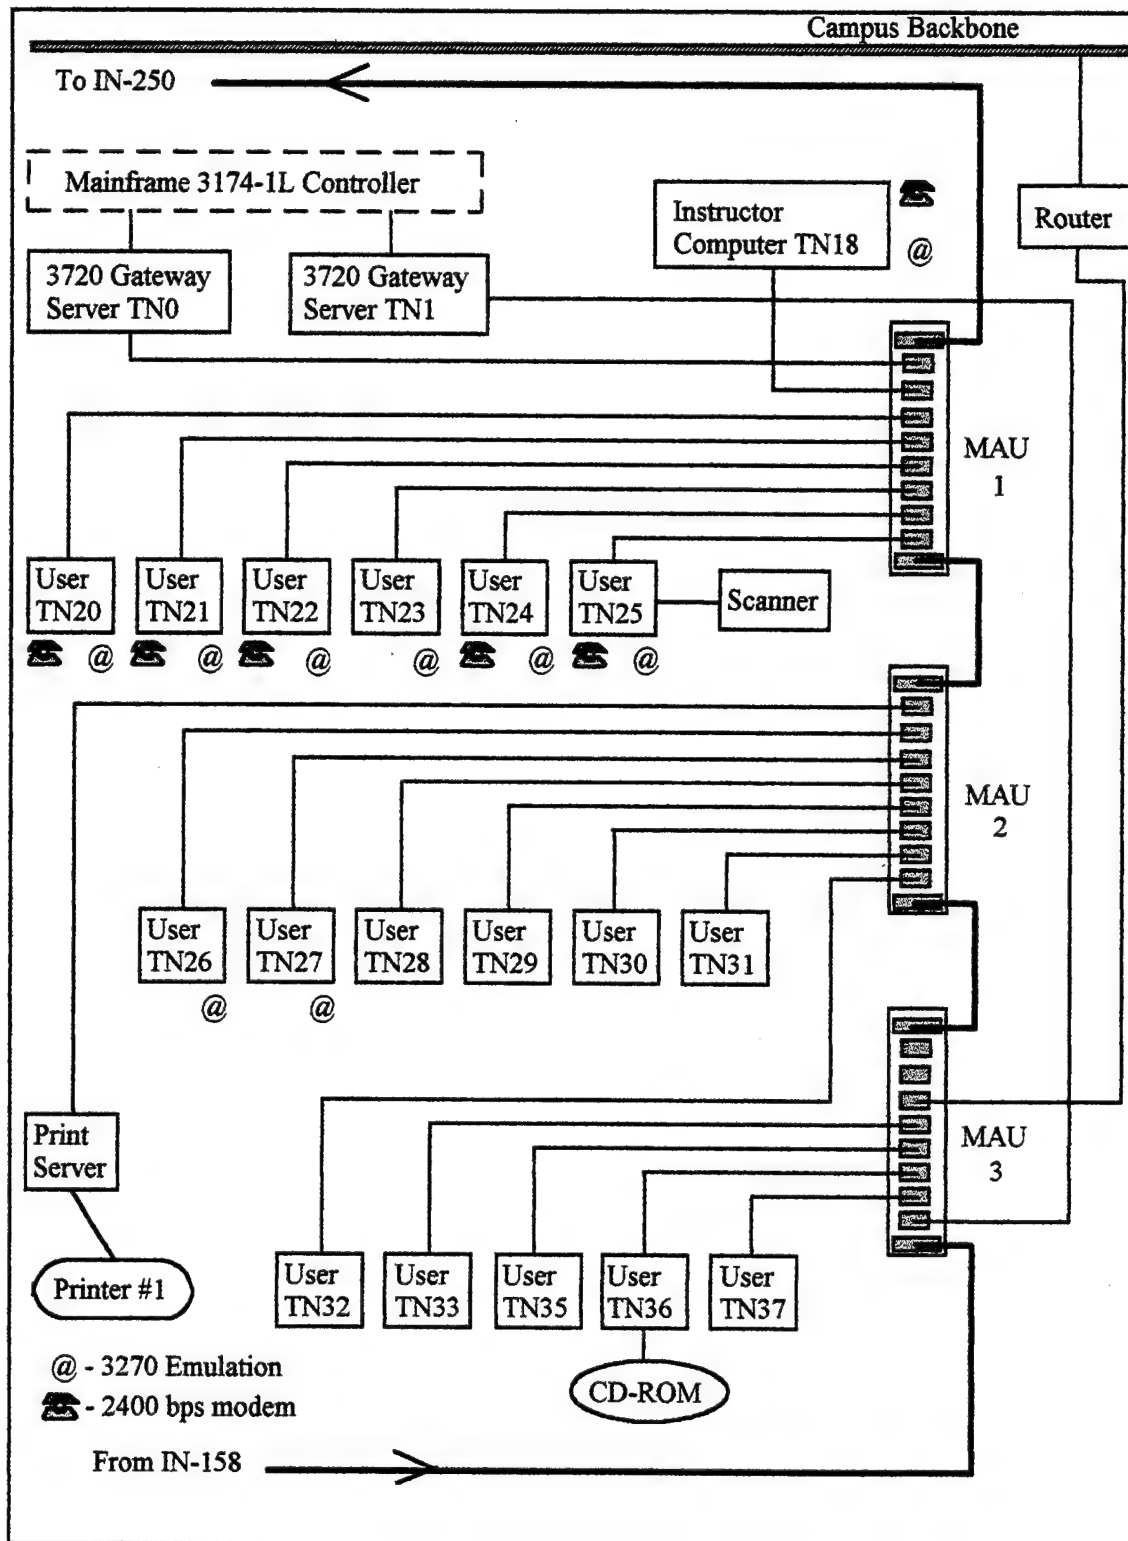 Campus Backbone
To IN-250
Mainframe 3174-1L Controller
Instructor
Computer TN18
@
Router
3720 Gateway
Server TN0
3720 Gateway
Server TN1
MAU
1
User
TN20
User
TN21
User
TN22
User
TN23
User
TN24
User
TN25
Scanner
@
@
@
@
@
@
MAU
2
User
TN26
User
TN27
User
TN28
User
TN29
User
TN30
User
TN31
@
@
Print
Server
MAU
3
Printer #1
User
TN32
User
TN33
User
TN35
User
TN36
User
TN37
@ - 3270 Emulation
- 2400 bps modem
CD-ROM
From IN-158